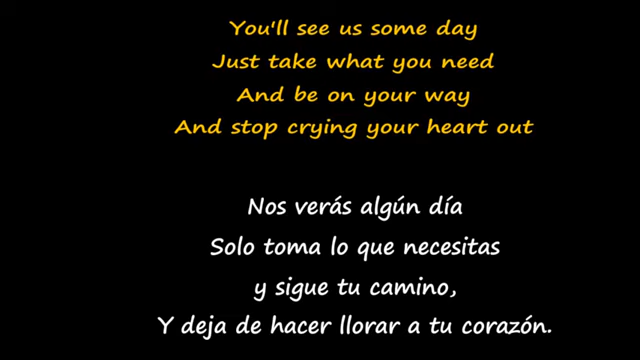 You'll see us some day
Just take what you need
And be on your way
And stop crying your heart out
Nos verás algún día
Solo toma lo que necesitas
y sigue tu camino,
Y deja de hacer llorar a tu corazón.